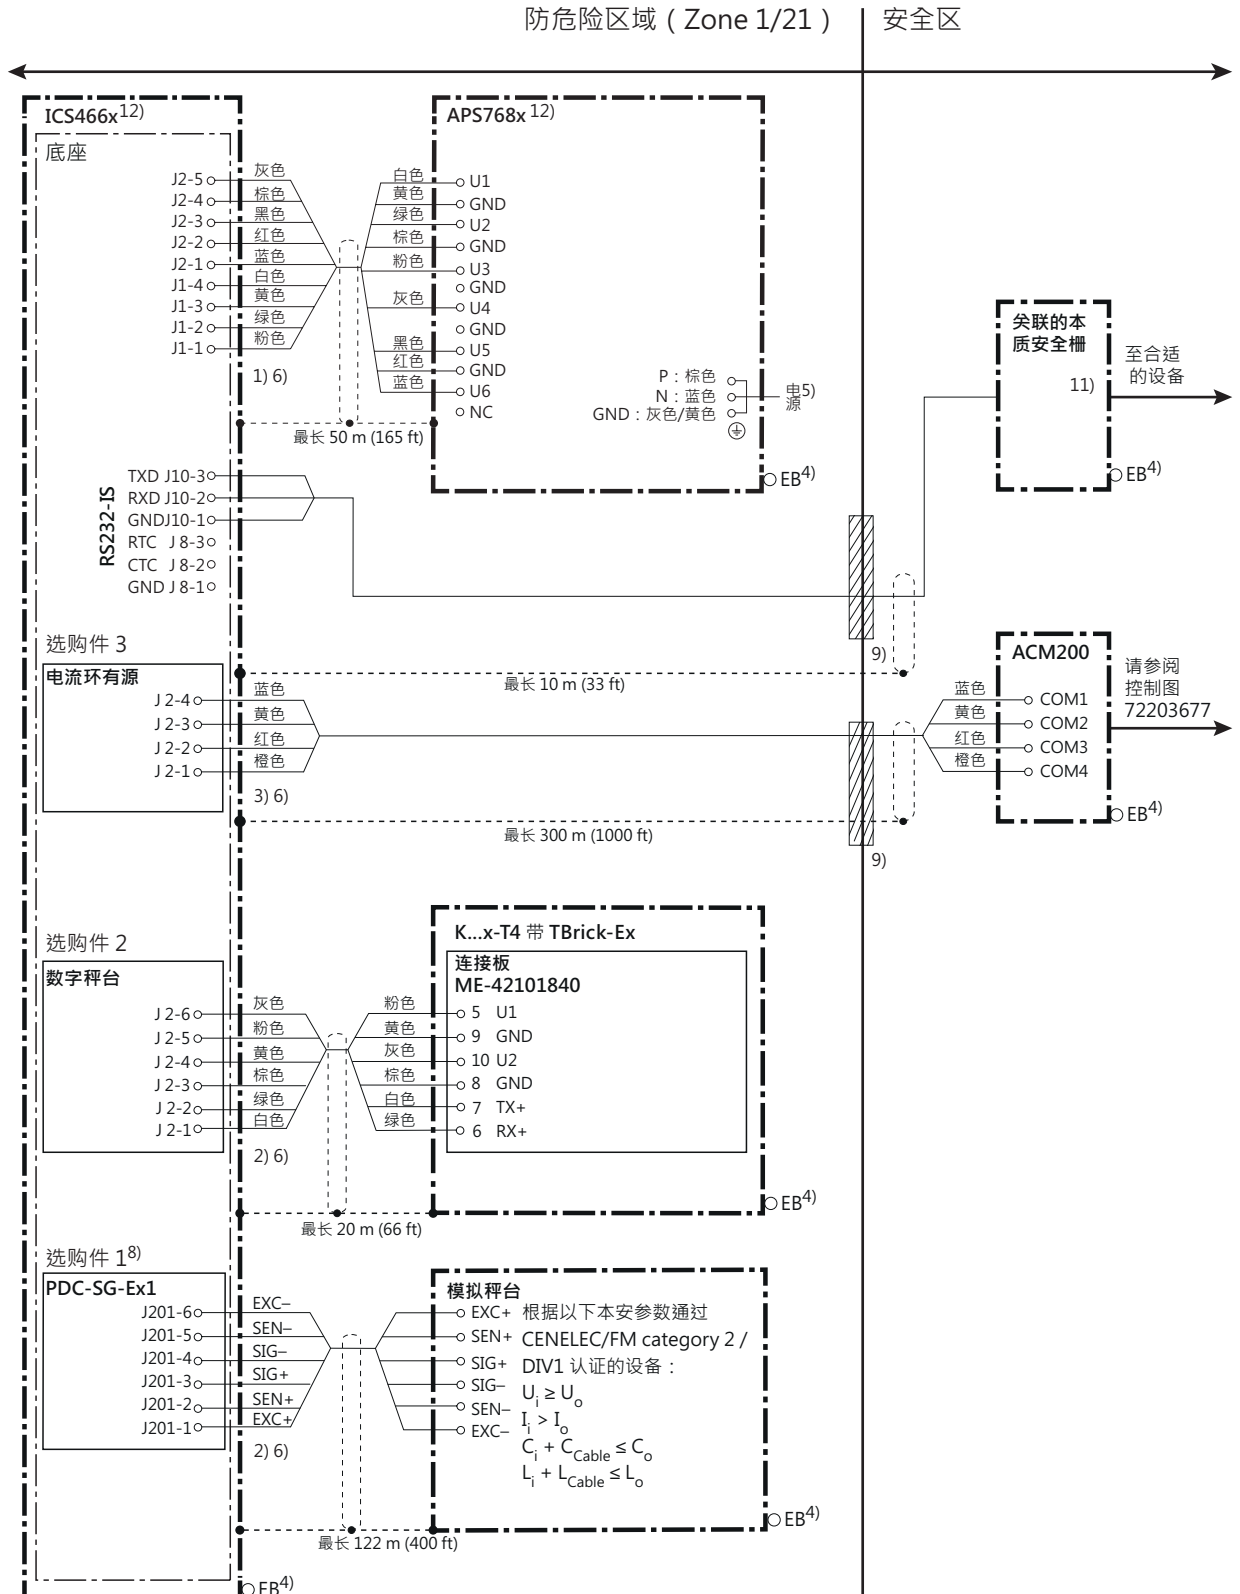 防危险区域（Zone 1/21）
安全区
ICS466x12)
底座
J2-5 灰色
J2-4 棕色
J2-3 黑色
J2-2 红色
J2-1 蓝色
J1-4 白色
J1-3 黄色
J1-2 绿色
J1-1 粉色
1) 6)
最长 50 m (165 ft)
APS768x 12)
白色 U1
黄色 GND
绿色 U2
棕色 GND
粉色 U3
GND
灰色 U4
GND
黑色 U5
红色 GND
蓝色 U6
NC
P：棕色
N：蓝色
GND：灰色/黄色
电5)
源
EB4)
关联的本
质安全栅
11)
至合适
的设备
EB4)
RS232-IS
TXD J10-3
RXD J10-2
GNDJ10-1
RTC J 8-3
CTC J 8-2
GND J 8-1
9)
最长 10 m (33 ft)
选购件 3
电流环有源
J 2-4 蓝色
J 2-3 黄色
J 2-2 红色
J 2-1 橙色
3) 6)
最长 300 m (1000 ft)
9)
ACM200
蓝色 COM1
黄色 COM2
红色 COM3
橙色 COM4
请参阅
控制图
72203677
EB4)
选购件 2
数字秤台
J 2-6 灰色
J 2-5 粉色
J 2-4 黄色
J 2-3 棕色
J 2-2 绿色
J 2-1 白色
2) 6)
最长 20 m (66 ft)
K...x-T4 带 TBrick-Ex
连接板
ME-42101840
粉色 5 U1
黄色 9 GND
灰色 10 U2
棕色 8 GND
白色 7 TX+
绿色 6 RX+
EB4)
选购件 18)
PDC-SG-Ex1
J201-6 EXC–
J201-5 SEN–
J201-4 SIG–
J201-3 SIG+
J201-2 SEN+
J201-1 EXC+
2) 6)
最长 122 m (400 ft)
模拟秤台
EXC+ 根据以下本安参数通过
SEN+ CENELEC/FM category 2 /
SIG+ DIV1 认证的设备：
SIG– Ui ≥ Uo
SEN– Ii > Io
EXC– Ci + CCable ≤ Co
Li + LCable ≤ Lo
EB4)
EB4)